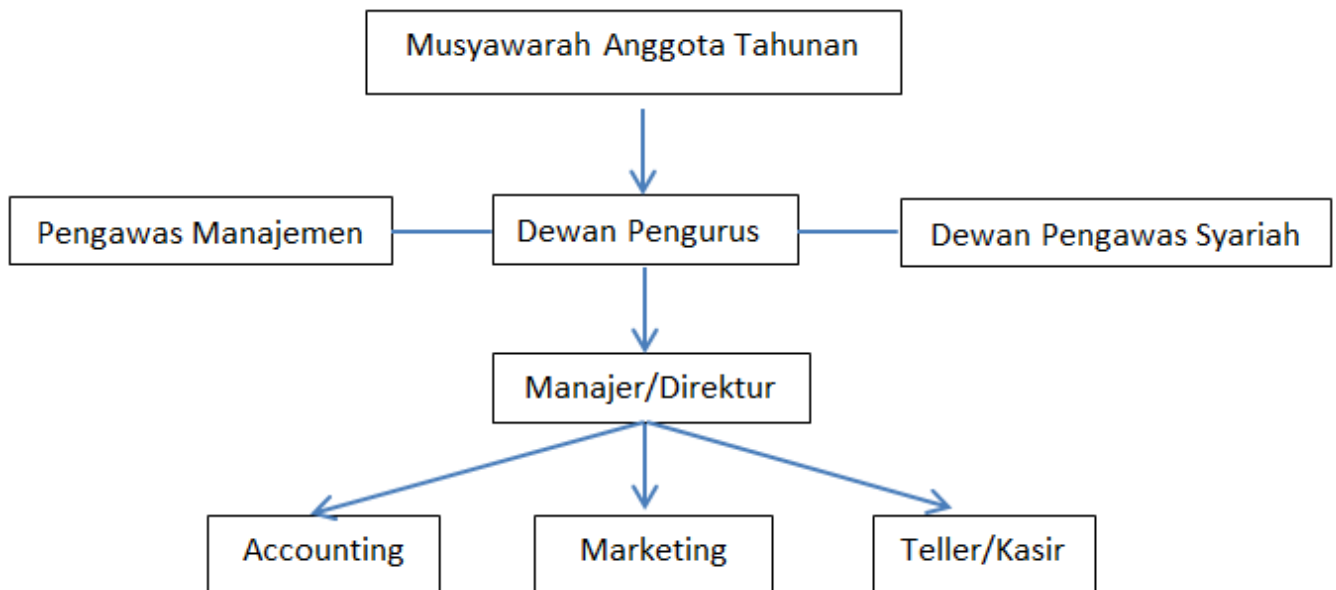 Musyawarah Anggota Tahunan
Pengawas Manajemen
Dewan Pengurus
Dewan Pengawas Syariah
Manajer/Direktur
Accounting
Marketing
Teller/Kasir